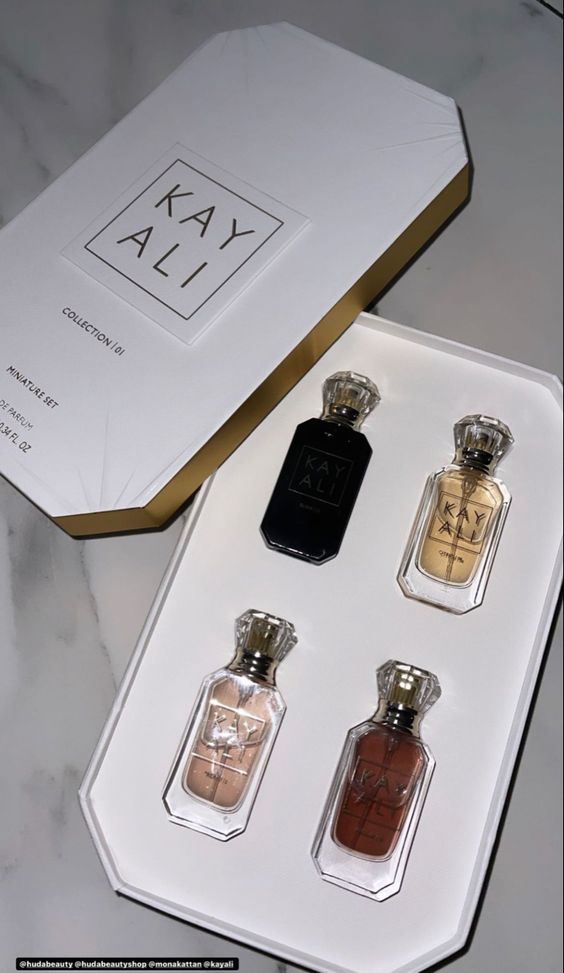 KAY
ALI
COLLECTION | 01
MINIATURE SET
DE PARFUM
0.34 FL. OZ
KAY
ALI
KAY
ALI
KAY
ALI
KAY
@hudabeauty @hudabeautyshop @monakattan @kayali